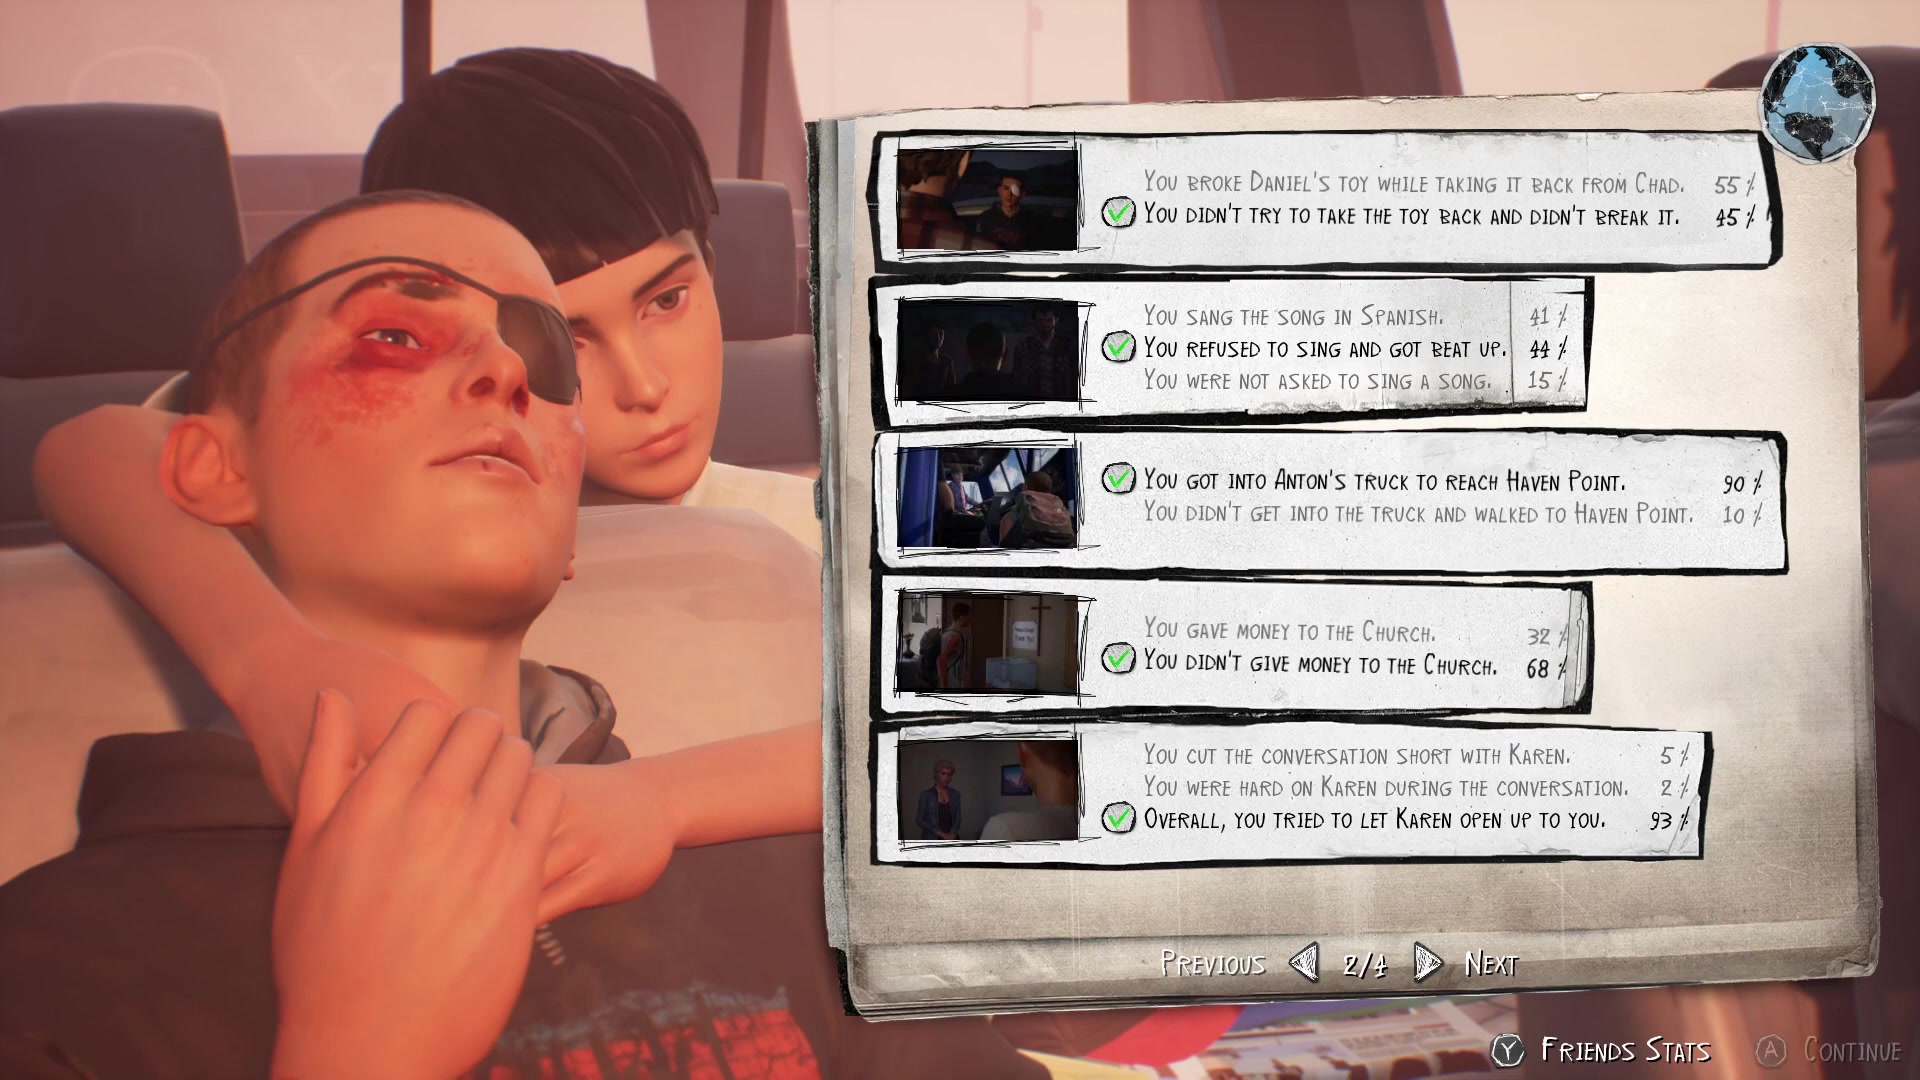 You broke Daniel's toy while taking it back from Chad. 55 %
You didn't try to take the toy back and didn't break it. 45 %
You sang the song in Spanish. 41 %
You refused to sing and got beat up. 44 %
You were not asked to sing a song. 15 %
You got into Anton's truck to reach Haven Point. 90 %
You didn't get into the truck and walked to Haven Point. 10 %
You gave money to the Church. 32 %
You didn't give money to the Church. 68 %
You cut the conversation short with Karen. 5 %
You were hard on Karen during the conversation. 2 %
Overall, you tried to let Karen open up to you. 93 %
Previous 2/4 Next
Y Friends Stats A Continue